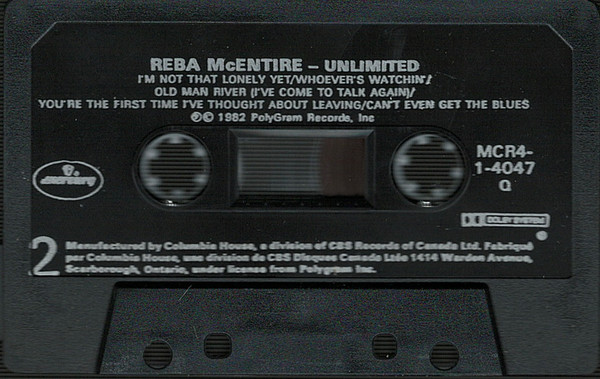 REBA McENTIRE – UNLIMITED
I'M NOT THAT LONELY YET/WHOEVER'S WATCHIN'/
OLD MAN RIVER (I'VE COME TO TALK AGAIN)/
YOU'RE THE FIRST TIME I'VE THOUGHT ABOUT LEAVING/CAN'T EVEN GET THE BLUES
℗© 1982 PolyGram Records, Inc
mercury
MCR4-
1-4047
Q
DOLBY SYSTEM
2
Manufactured by Columbia House, a division of CBS Records of Canada Ltd. Fabriqué
par Columbia House, une division de CBS Disques Canada Ltée 1414 Warden Avenue,
Scarborough, Ontario, under license from Polygram Inc.